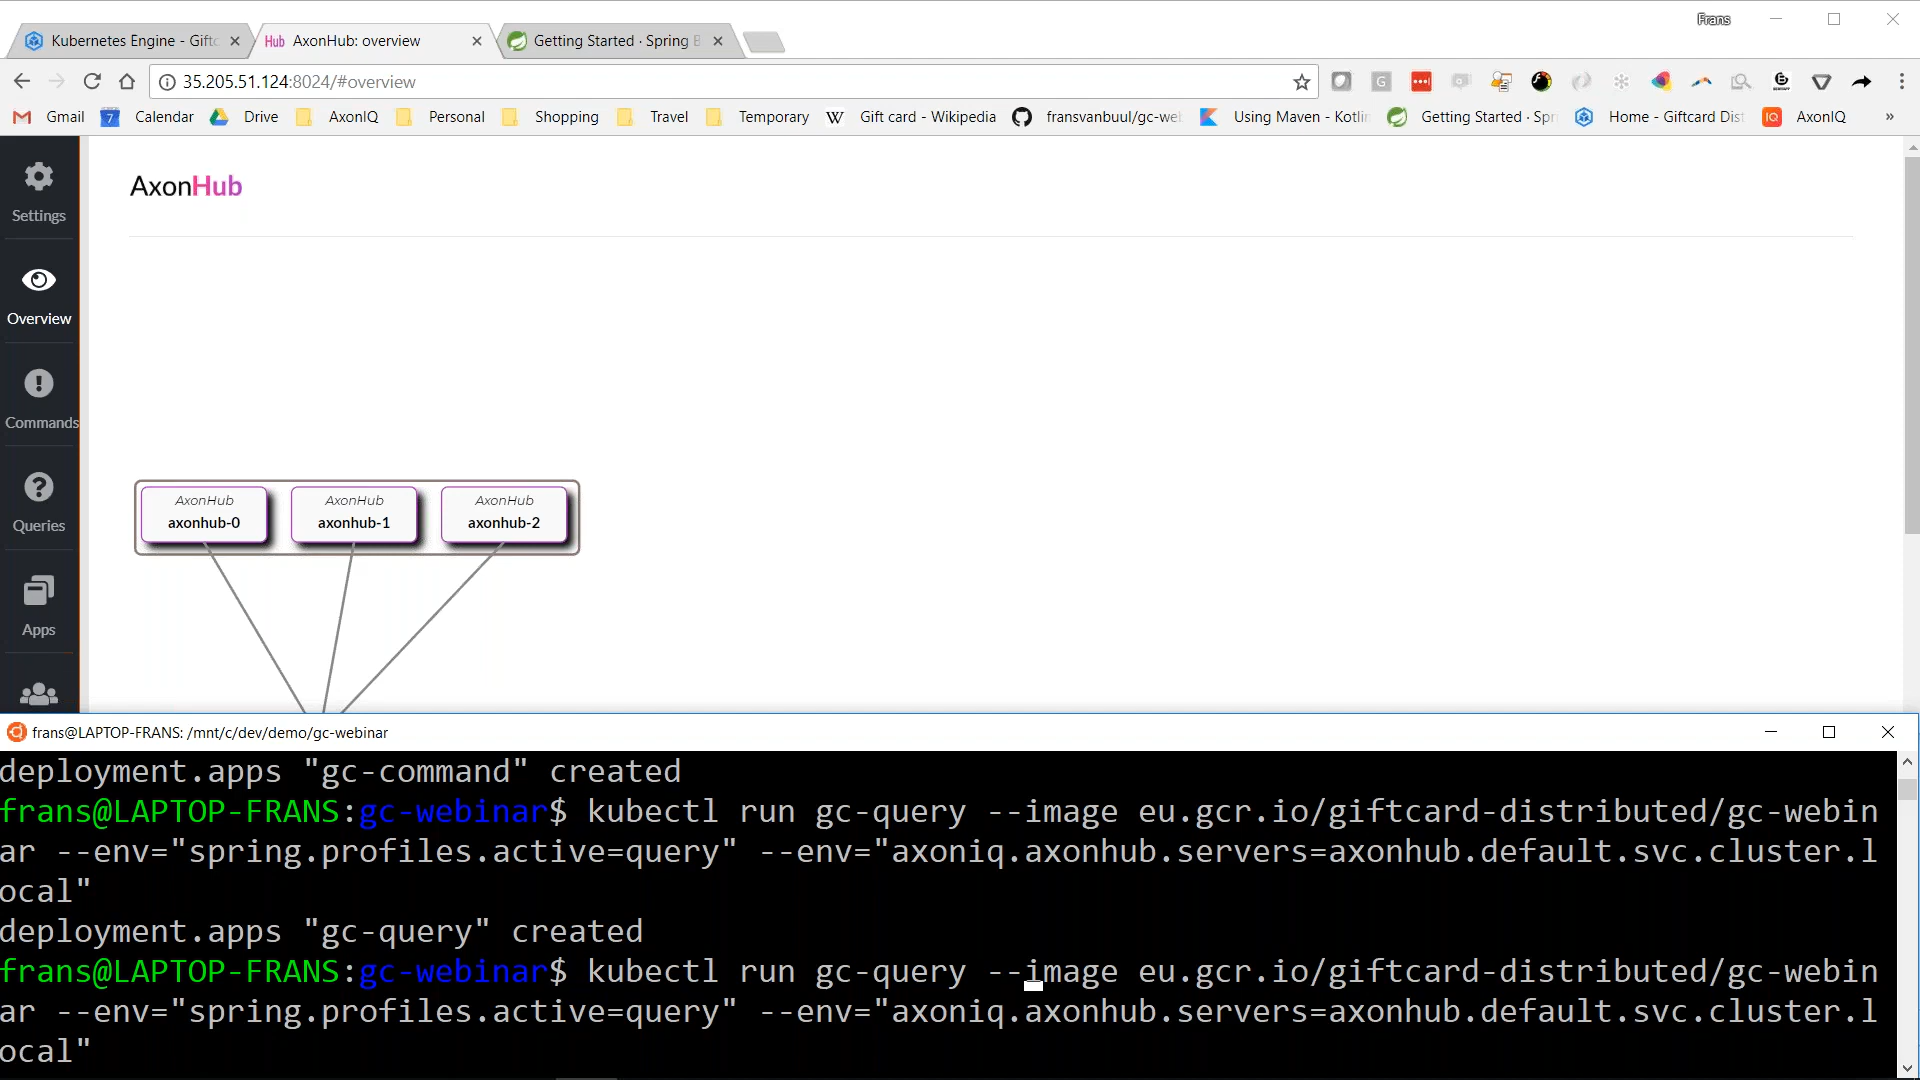 Frans
Kubernetes Engine - Giftc
Hub AxonHub: overview
Getting Started · Spring B
35.205.51.124:8024/#overview
Gmail
7 Calendar
Drive
AxonIQ
Personal
Shopping
Travel
Temporary
W Gift card - Wikipedia
fransvanbuul/gc-web
Using Maven - Kotlin
Getting Started · Spri
Home - Giftcard Dist
IQ AxonIQ
»
AxonHub
Settings
Overview
Commands
Queries
Apps
AxonHub
axonhub-0
AxonHub
axonhub-1
AxonHub
axonhub-2
frans@LAPTOP-FRANS: /mnt/c/dev/demo/gc-webinar
deployment.apps "gc-command" created
frans@LAPTOP-FRANS:gc-webinar$ kubectl run gc-query --image eu.gcr.io/giftcard-distributed/gc-webin
ar --env="spring.profiles.active=query" --env="axoniq.axonhub.servers=axonhub.default.svc.cluster.l
ocal"
deployment.apps "gc-query" created
frans@LAPTOP-FRANS:gc-webinar$ kubectl run gc-query --image eu.gcr.io/giftcard-distributed/gc-webin
ar --env="spring.profiles.active=query" --env="axoniq.axonhub.servers=axonhub.default.svc.cluster.l
ocal"